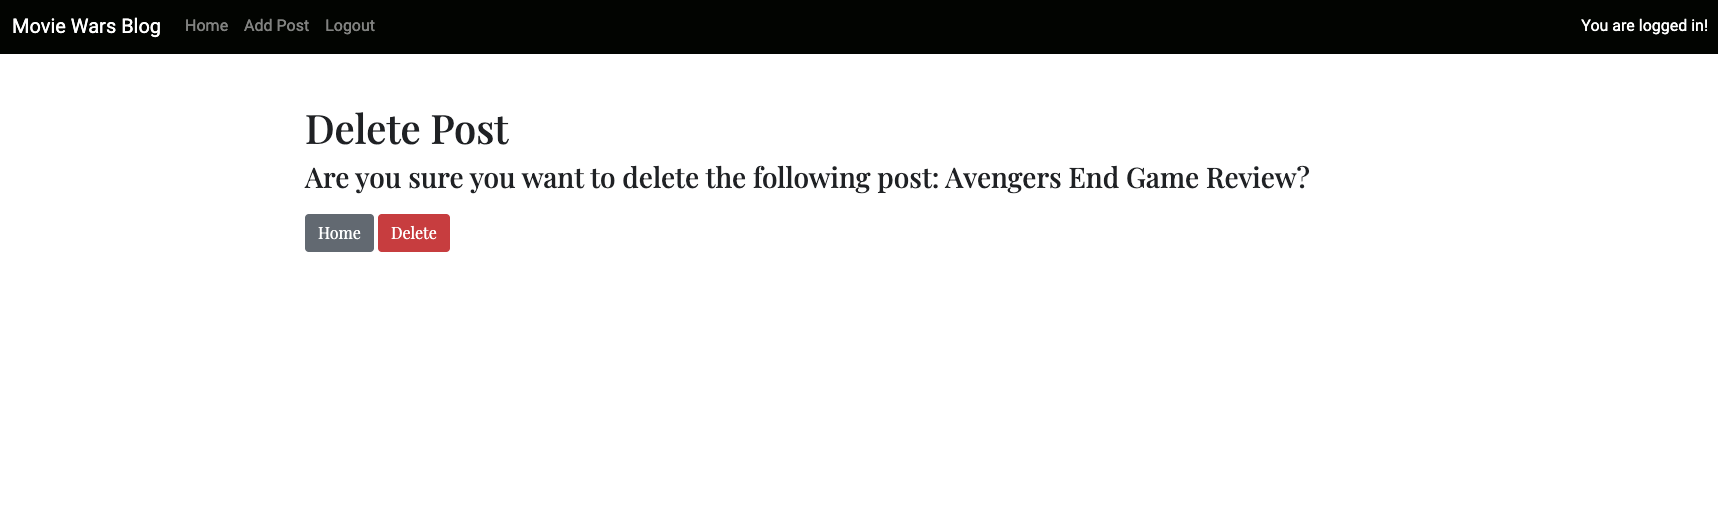 Movie Wars Blog Home Add Post Logout You are logged in!
Delete Post
Are you sure you want to delete the following post: Avengers End Game Review?
Home Delete